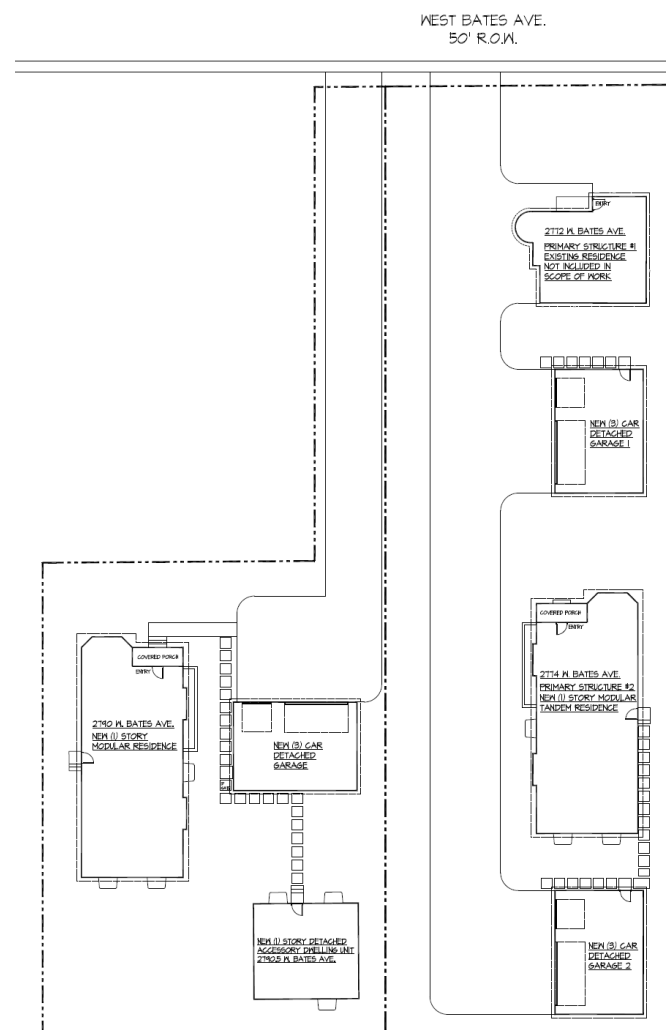 WEST BATES AVE.
50' R.O.W.
ENTRY
2772 W. BATES AVE.
PRIMARY STRUCTURE #1
EXISTING RESIDENCE
NOT INCLUDED IN
SCOPE OF WORK
NEW (3) CAR
DETACHED
GARAGE 1
COVERED PORCH
ENTRY
2774 W. BATES AVE.
PRIMARY STRUCTURE #2
NEW (1) STORY MODULAR
TANDEM RESIDENCE
COVERED PORCH
ENTRY
2790 W. BATES AVE.
NEW (1) STORY
MODULAR RESIDENCE
NEW (3) CAR
DETACHED
GARAGE
NEW (1) STORY DETACHED
ACCESSORY DWELLING UNIT
2790.5 W. BATES AVE.
NEW (3) CAR
DETACHED
GARAGE 2